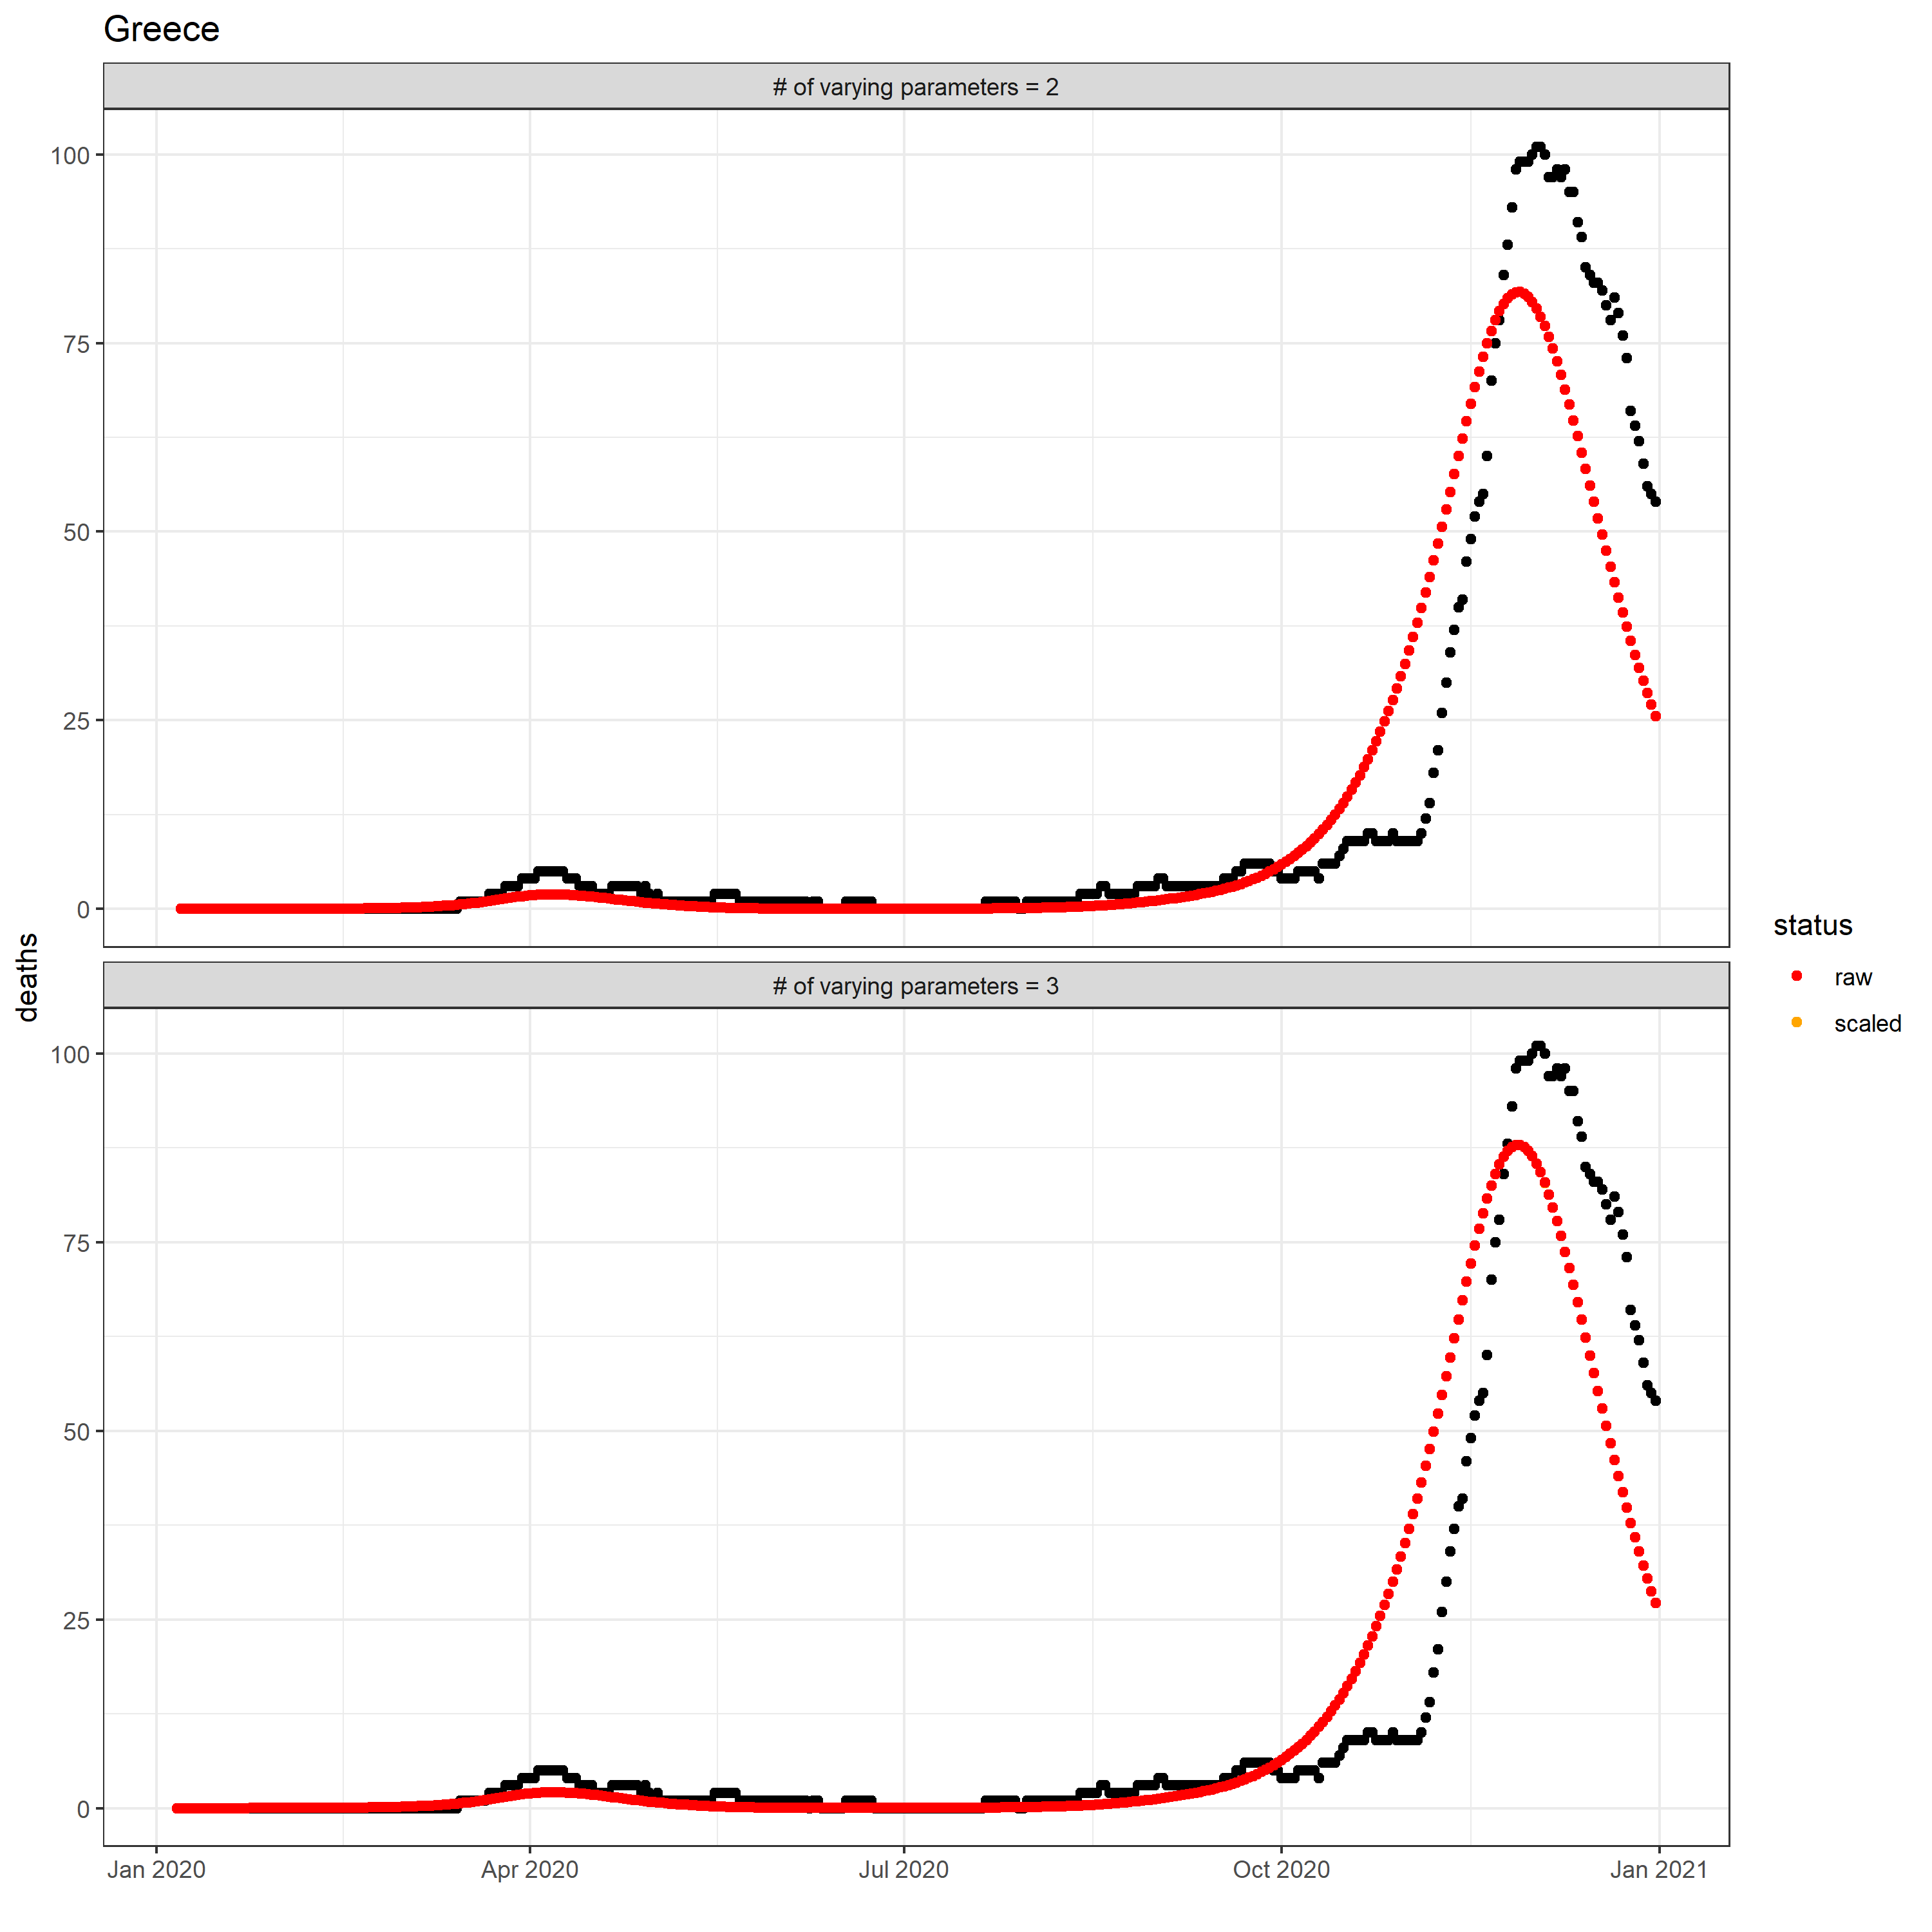 Greece
# of varying parameters = 2
100
75
50
25
0
deaths
# of varying parameters = 3
100
75
50
25
0
Jan 2020
Apr 2020
Jul 2020
Oct 2020
Jan 2021
status
raw
scaled